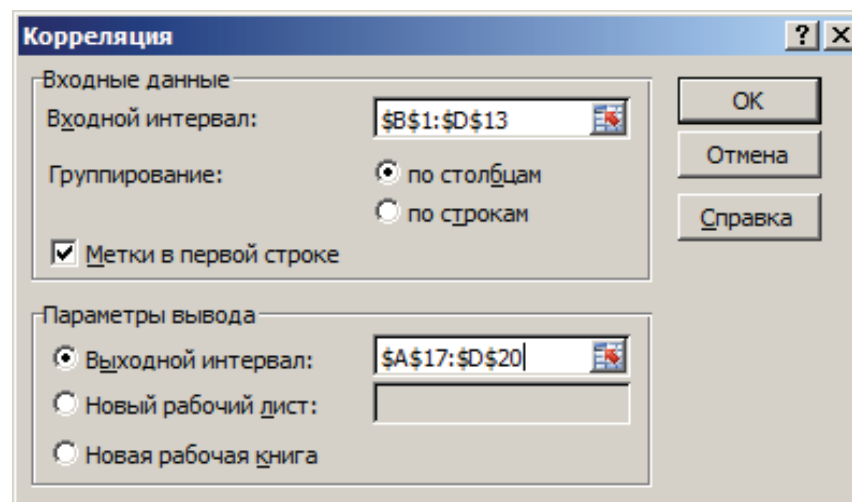 Корреляция
Входные данные
Входной интервал: $B$1:$D$13
Группирование: по столбцам
по строкам
Метки в первой строке
Параметры вывода
Выходной интервал: $A$17:$D$20
Новый рабочий лист:
Новая рабочая книга
ОК
Отмена
Справка